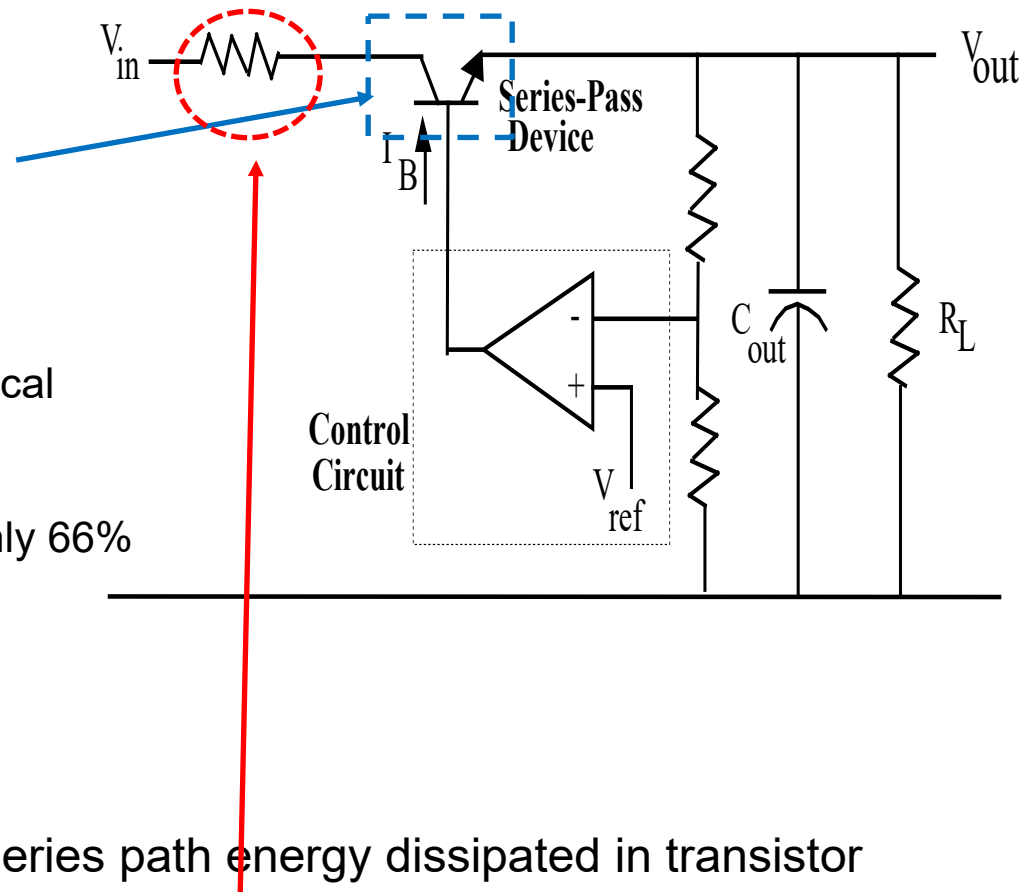 Vin
Vout
Series-Pass
Device
IB
-
+
Cout
RL
cal
Control
Circuit
Vref
66%
eries path energy dissipated in transistor